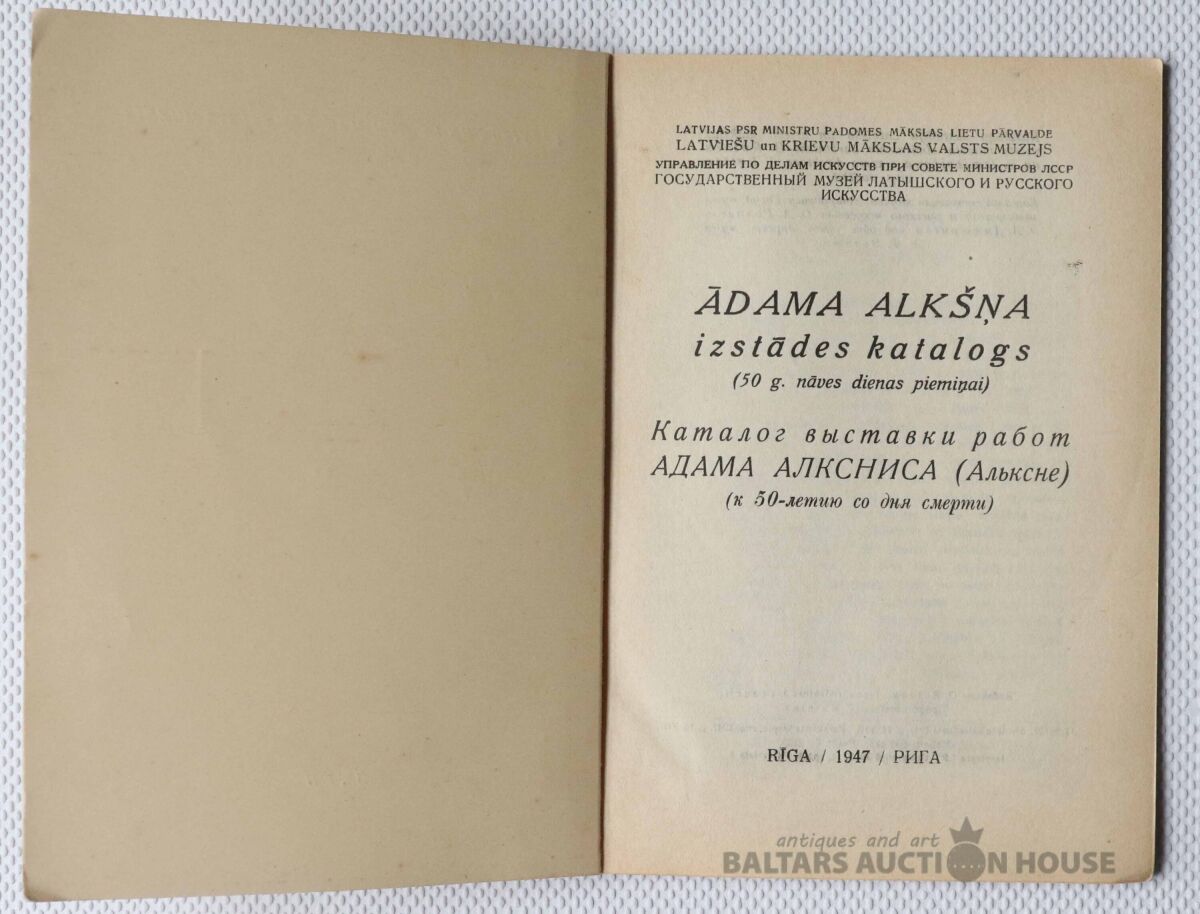 LATVIJAS PSR MINISTRU PADOMES MĀKSLAS LIETU PĀRVALDE
LATVIEŠU un KRIEVU MĀKSLAS VALSTS MUZEJS
УПРАВЛЕНИЕ ПО ДЕЛАМ ИСКУССТВ ПРИ СОВЕТЕ МИНИСТРОВ ЛССР
ГОСУДАРСТВЕННЫЙ МУЗЕЙ ЛАТЫШСКОГО И РУССКОГО
ИСКУССТВА
ĀDAMA ALKŠŅA
izstādes katalogs
(50 g. nāves dienas piemiņai)
Каталог выставки работ
АДАМА АЛКСНИСА (Альксне)
(к 50-летию со дня смерти)
RĪGA / 1947 / РИГА
antiques and art
BALTARS AUCTION HOUSE